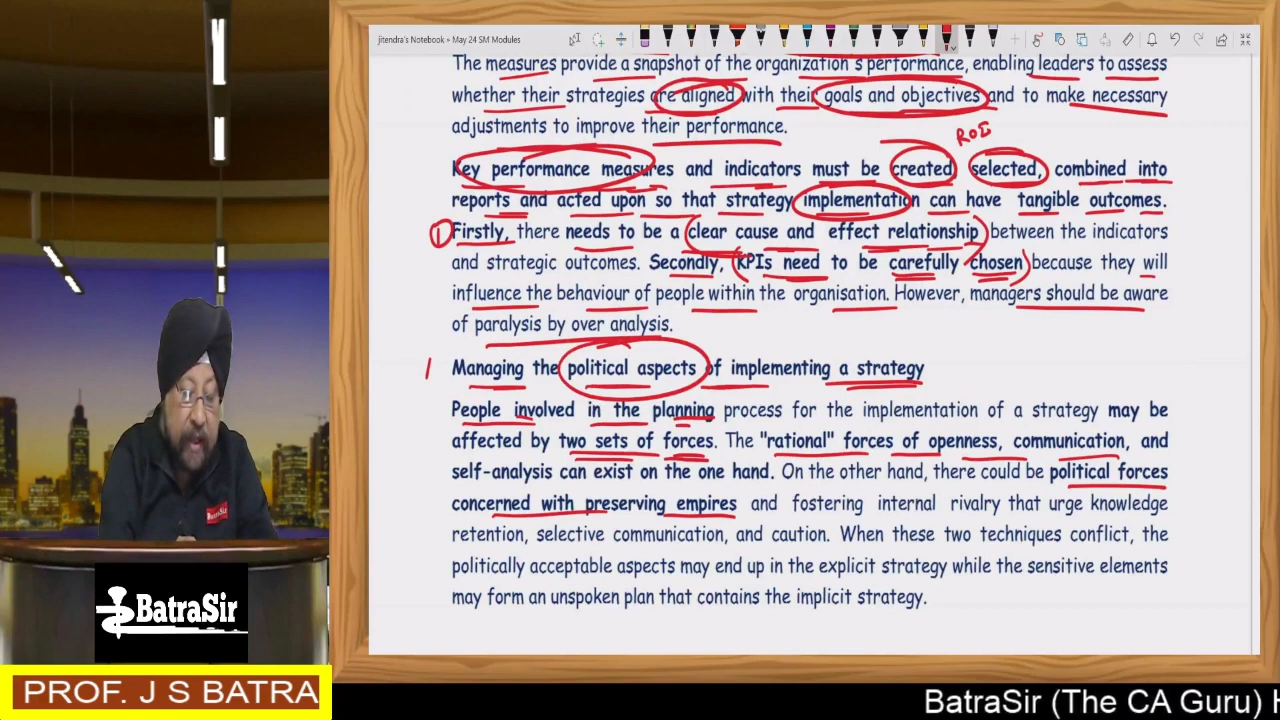 jitendra's Notebook » May 24 SM Modules
The measures provide a snapshot of the organization's performance, enabling leaders to assess
whether their strategies are aligned with their goals and objectives and to make necessary
adjustments to improve their performance.
ROI
Key performance measures and indicators must be created, selected, combined into
reports and acted upon so that strategy implementation can have tangible outcomes.
① Firstly, there needs to be a clear cause and effect relationship between the indicators
and strategic outcomes. Secondly, KPIs need to be carefully chosen because they will
influence the behaviour of people within the organisation. However, managers should be aware
of paralysis by over analysis.
Managing the political aspects of implementing a strategy
People involved in the planning process for the implementation of a strategy may be
affected by two sets of forces. The "rational" forces of openness, communication, and
self-analysis can exist on the one hand. On the other hand, there could be political forces
concerned with preserving empires and fostering internal rivalry that urge knowledge
retention, selective communication, and caution. When these two techniques conflict, the
politically acceptable aspects may end up in the explicit strategy while the sensitive elements
may form an unspoken plan that contains the implicit strategy.
BatraSir
BatraSir
PROF. J S BATRA
BatraSir (The CA Guru) H